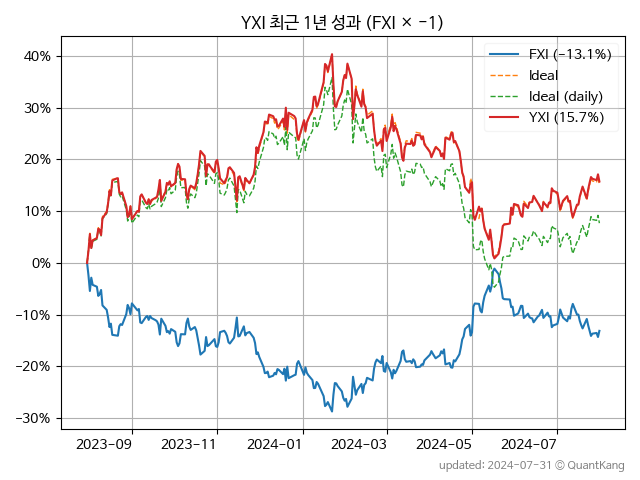 YXI 최근 1년 성과 (FXI × -1)
FXI (-13.1%)
Ideal
Ideal (daily)
YXI (15.7%)
40%
30%
20%
10%
0%
-10%
-20%
-30%
2023-09 2023-11 2024-01 2024-03 2024-05 2024-07
updated: 2024-07-31 © QuantKang